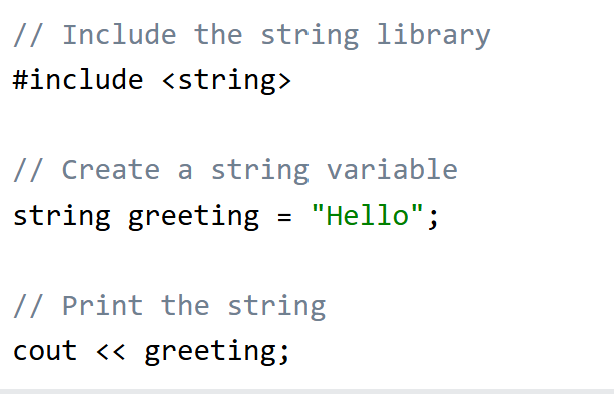 // Include the string library
#include <string>
// Create a string variable
string greeting = "Hello";
// Print the string
cout << greeting;